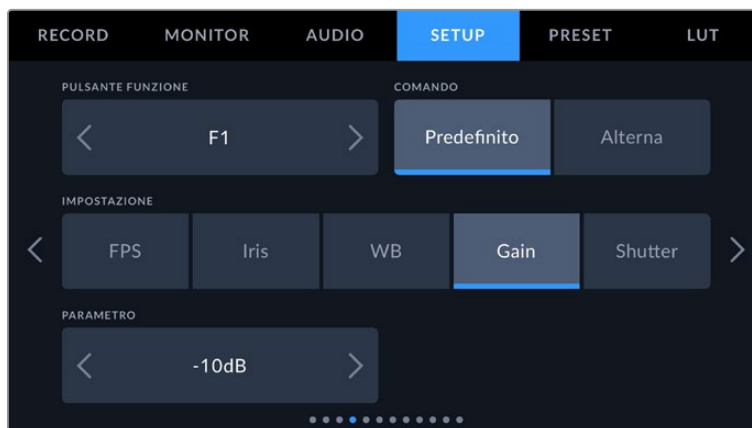 RECORD MONITOR AUDIO SETUP PRESET LUT
PULSANTE FUNZIONE COMANDO
F1 Predefinito Alterna
IMPOSTAZIONE
FPS Iris WB Gain Shutter
PARAMETRO
-10dB